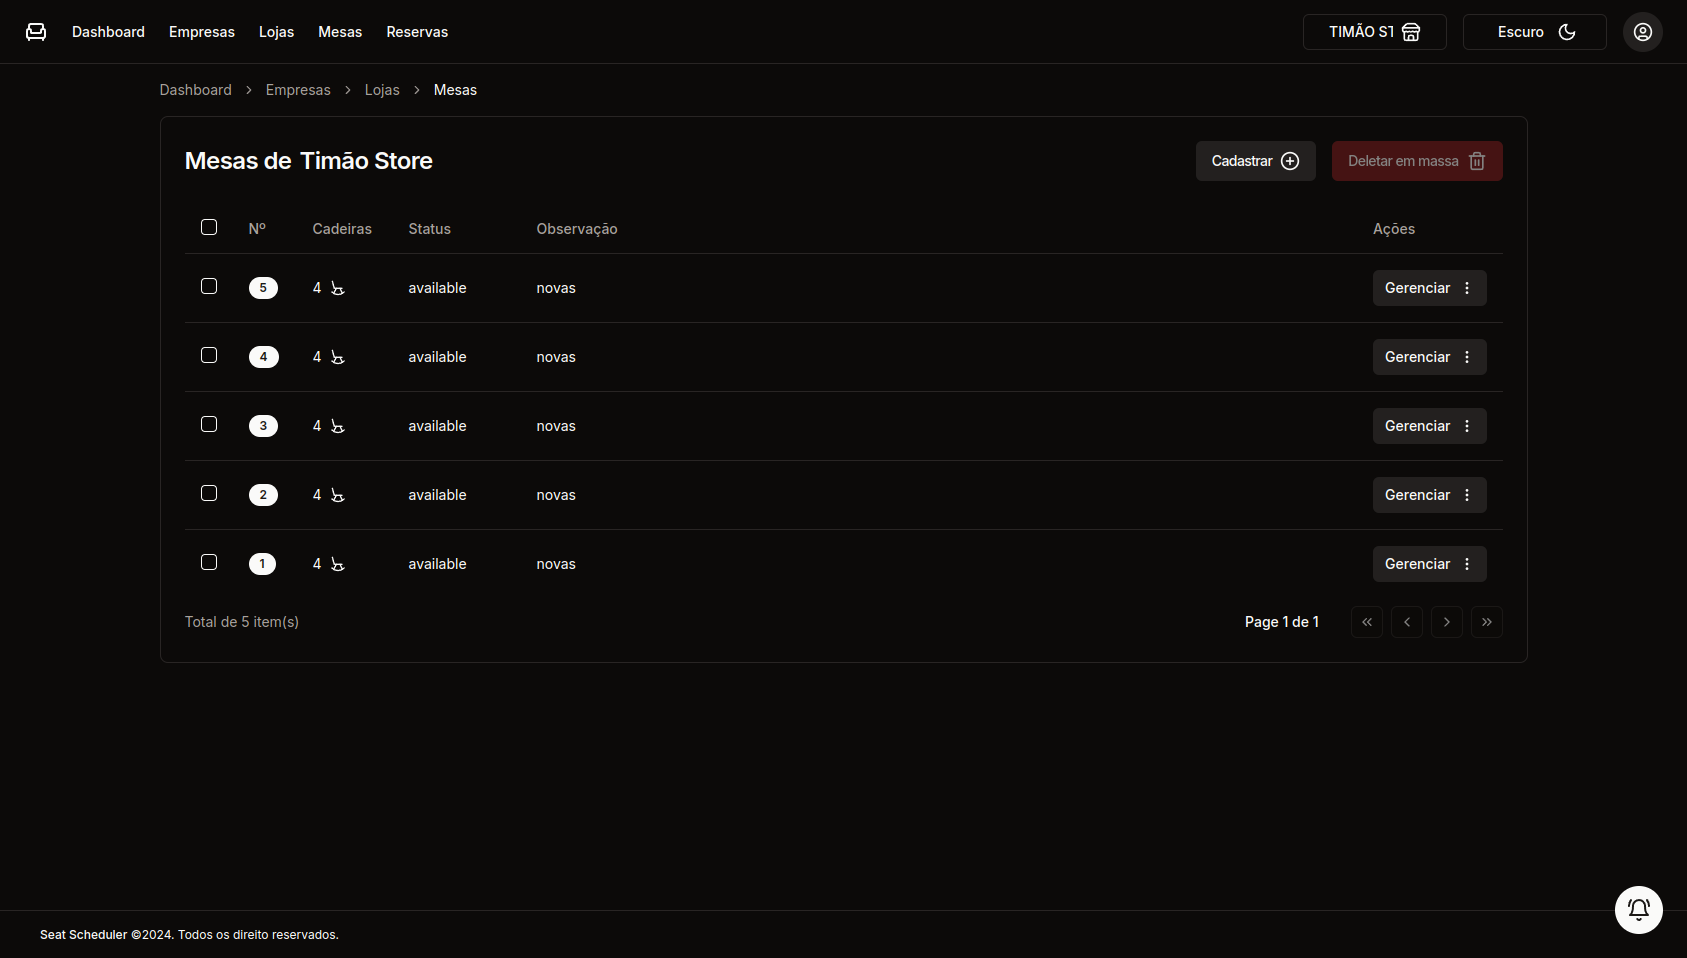 Dashboard Empresas Lojas Mesas Reservas TIMÃO ST Escuro
Dashboard Empresas Lojas Mesas
Mesas de Timão Store Cadastrar Deletar em massa
Nº Cadeiras Status Observação Ações
5 4 available novas Gerenciar
4 4 available novas Gerenciar
3 4 available novas Gerenciar
2 4 available novas Gerenciar
1 4 available novas Gerenciar
Total de 5 item(s) Page 1 de 1
Seat Scheduler ©2024. Todos os direito reservados.